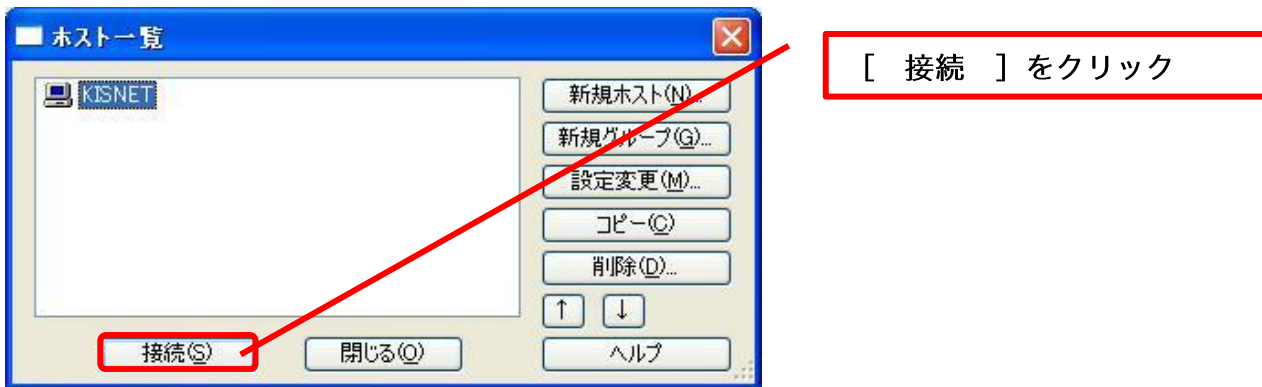 ホスト一覧
KISNET
新規ホスト(N)...
新規グループ(G)...
設定変更(M)...
コピー(C)
削除(D)...
↑ ↓
接続(S) 閉じる(O) ヘルプ
[ 接続 ] をクリック